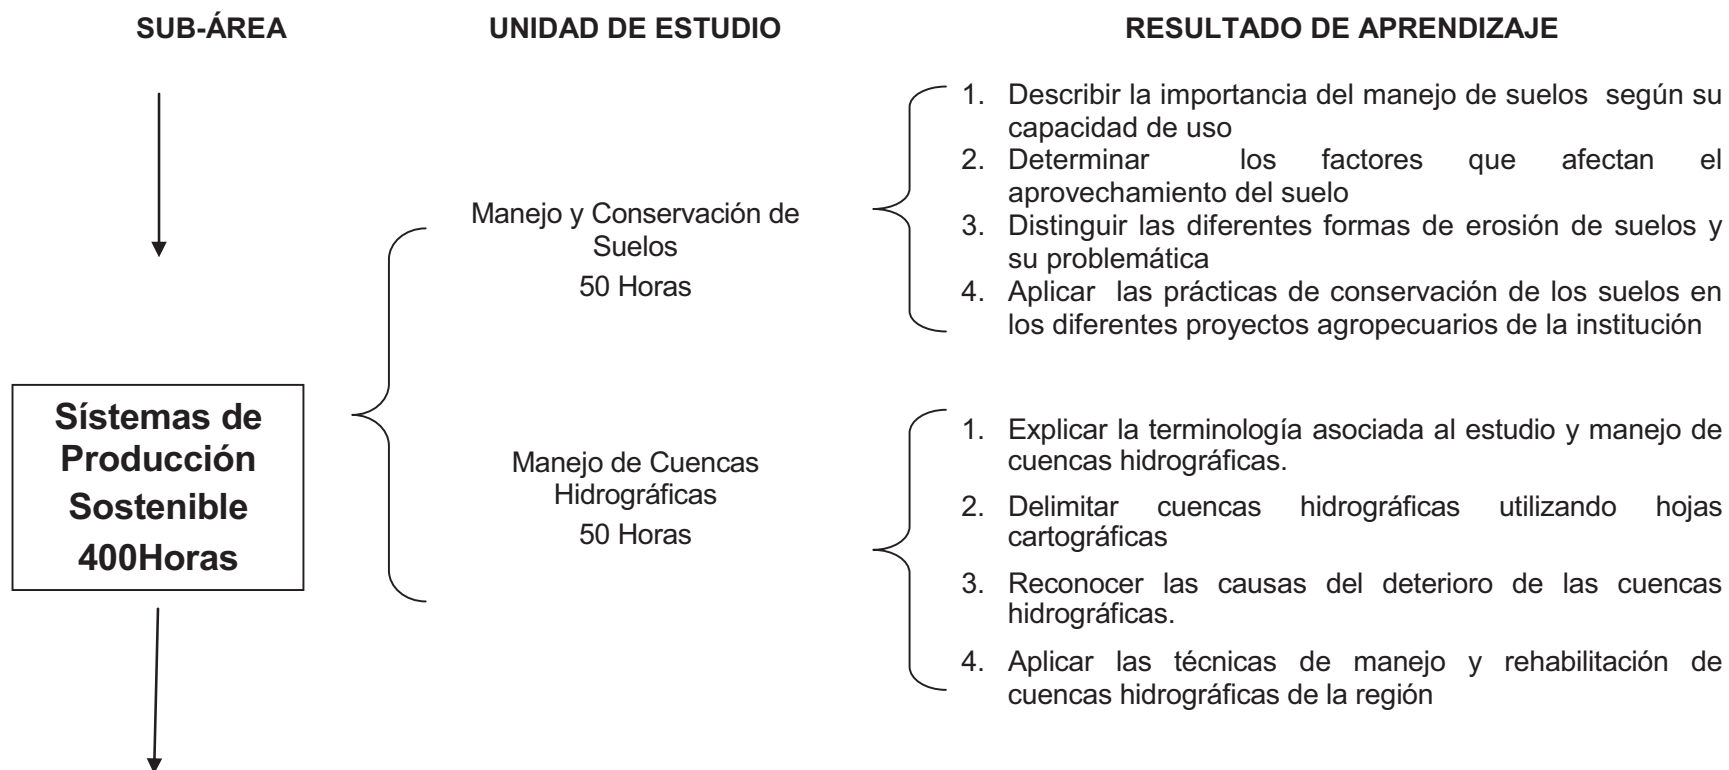 SUB-ÁREA UNIDAD DE ESTUDIO RESULTADO DE APRENDIZAJE
Sístemas de
Producción
Sostenible
400Horas
Manejo y Conservación de
Suelos
50 Horas
1. Describir la importancia del manejo de suelos según su
capacidad de uso
2. Determinar los factores que afectan el
aprovechamiento del suelo
3. Distinguir las diferentes formas de erosión de suelos y
su problemática
4. Aplicar las prácticas de conservación de los suelos en
los diferentes proyectos agropecuarios de la institución
Manejo de Cuencas
Hidrográficas
50 Horas
1. Explicar la terminología asociada al estudio y manejo de
cuencas hidrográficas.
2. Delimitar cuencas hidrográficas utilizando hojas
cartográficas
3. Reconocer las causas del deterioro de las cuencas
hidrográficas.
4. Aplicar las técnicas de manejo y rehabilitación de
cuencas hidrográficas de la región